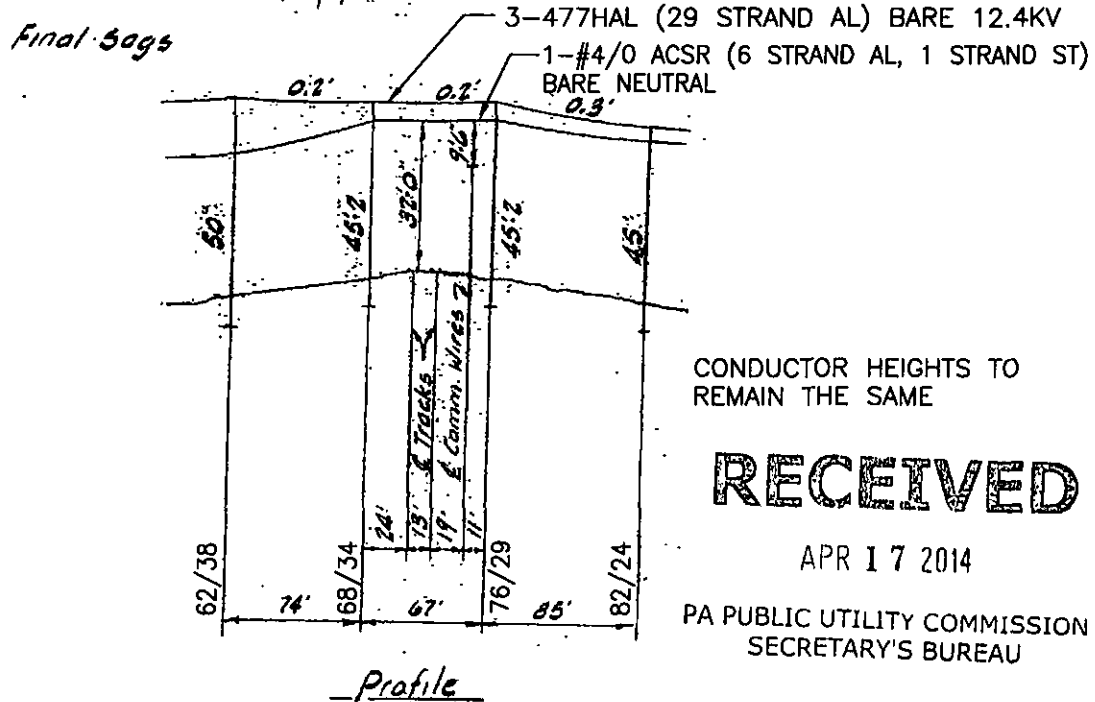 3-477HAL (29 STRAND AL) BARE 12.4KV
Final Sags
1-#4/0 ACSR (6 STRAND AL, 1 STRAND ST)
BARE NEUTRAL
0.2'
0.2'
0.3'
9'6"
32'0"
45'2
45'2
45'
℄ Tracks
℄ Comm. Wires
CONDUCTOR HEIGHTS TO
REMAIN THE SAME
RECEIVED
APR 17 2014
PA PUBLIC UTILITY COMMISSION
SECRETARY'S BUREAU
24'
13'
19'
11'
62/38
68/34
76/29
82/24
74'
67'
85'
Profile